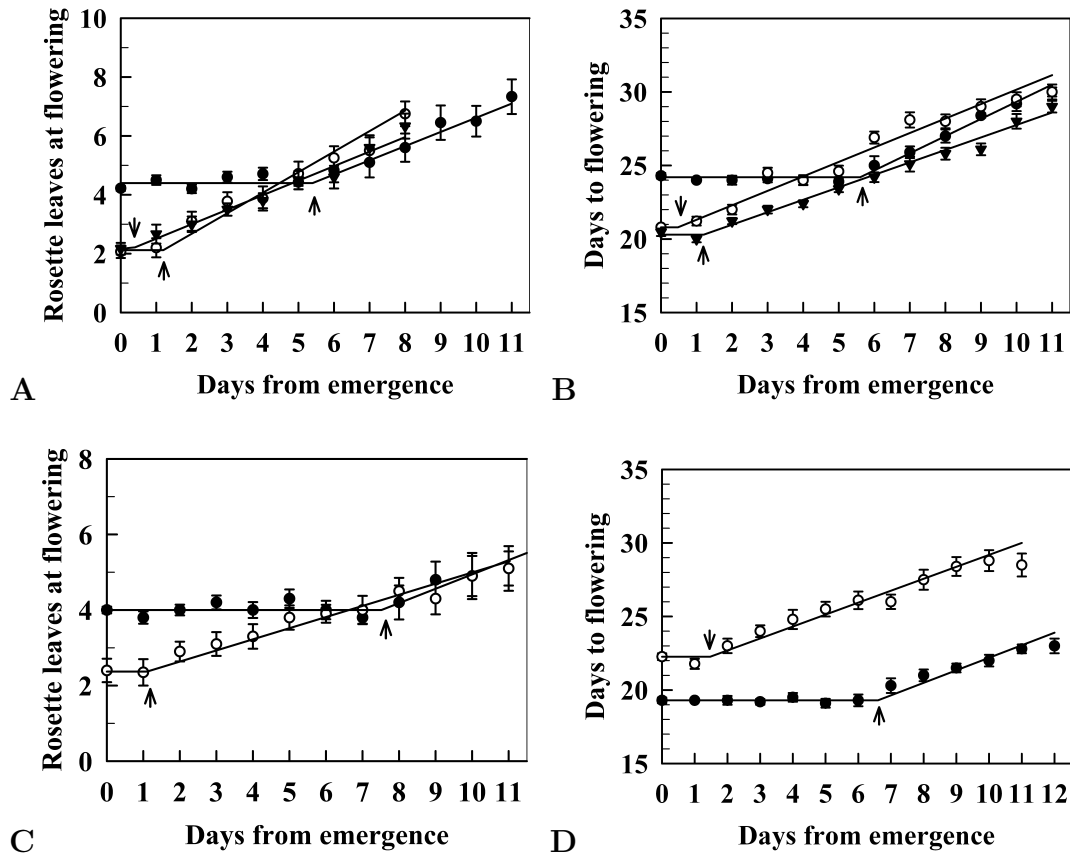 10
8
6
4
2
0
Rosette leaves at flowering
0 1 2 3 4 5 6 7 8 9 10 11
Days from emergence
A
35
30
25
20
15
Days to flowering
0 1 2 3 4 5 6 7 8 9 10 11
Days from emergence
B
8
6
4
2
0
Rosette leaves at flowering
0 1 2 3 4 5 6 7 8 9 10 11
Days from emergence
C
35
30
25
20
15
Days to flowering
0 1 2 3 4 5 6 7 8 9 10 11 12
Days from emergence
D